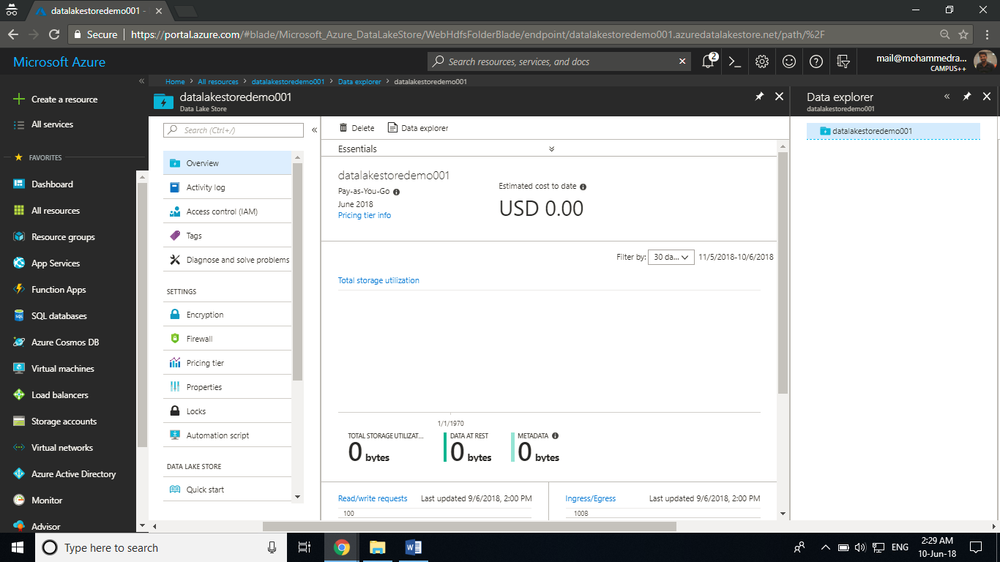 datalakestoredemo001 -
Secure
https://portal.azure.com/#blade/Microsoft_Azure_DataLakeStore/WebHdfsFolderBlade/endpoint/datalakestoredemo001.azuredatalakestore.net/path/%2F
Microsoft Azure
Search resources, services, and docs
2
mail@mohammedra...
CAMPUS++
Home > All resources > datalakestoredemo001 > Data explorer > datalakestoredemo001
Create a resource
All services
FAVORITES
Dashboard
All resources
Resource groups
App Services
Function Apps
SQL databases
Azure Cosmos DB
Virtual machines
Load balancers
Storage accounts
Virtual networks
Azure Active Directory
Monitor
Advisor
datalakestoredemo001
Data Lake Store
Search (Ctrl+/)
Overview
Activity log
Access control (IAM)
Tags
Diagnose and solve problems
SETTINGS
Encryption
Firewall
Pricing tier
Properties
Locks
Automation script
DATA LAKE STORE
Quick start
Delete
Data explorer
Essentials
datalakestoredemo001
Pay-as-You-Go
June 2018
Pricing tier info
Estimated cost to date
USD 0.00
Filter by: 30 da... 11/5/2018-10/6/2018
Total storage utilization
1/1/1970
TOTAL STORAGE UTILIZAT...
0 bytes
DATA AT REST
0 bytes
METADATA
0 bytes
Read/write requests Last updated 9/6/2018, 2:00 PM
100
Ingress/Egress Last updated 9/6/2018, 2:00 PM
100B
Data explorer
datalakestoredemo001
datalakestoredemo001
Type here to search
ENG
2:29 AM
10-Jun-18